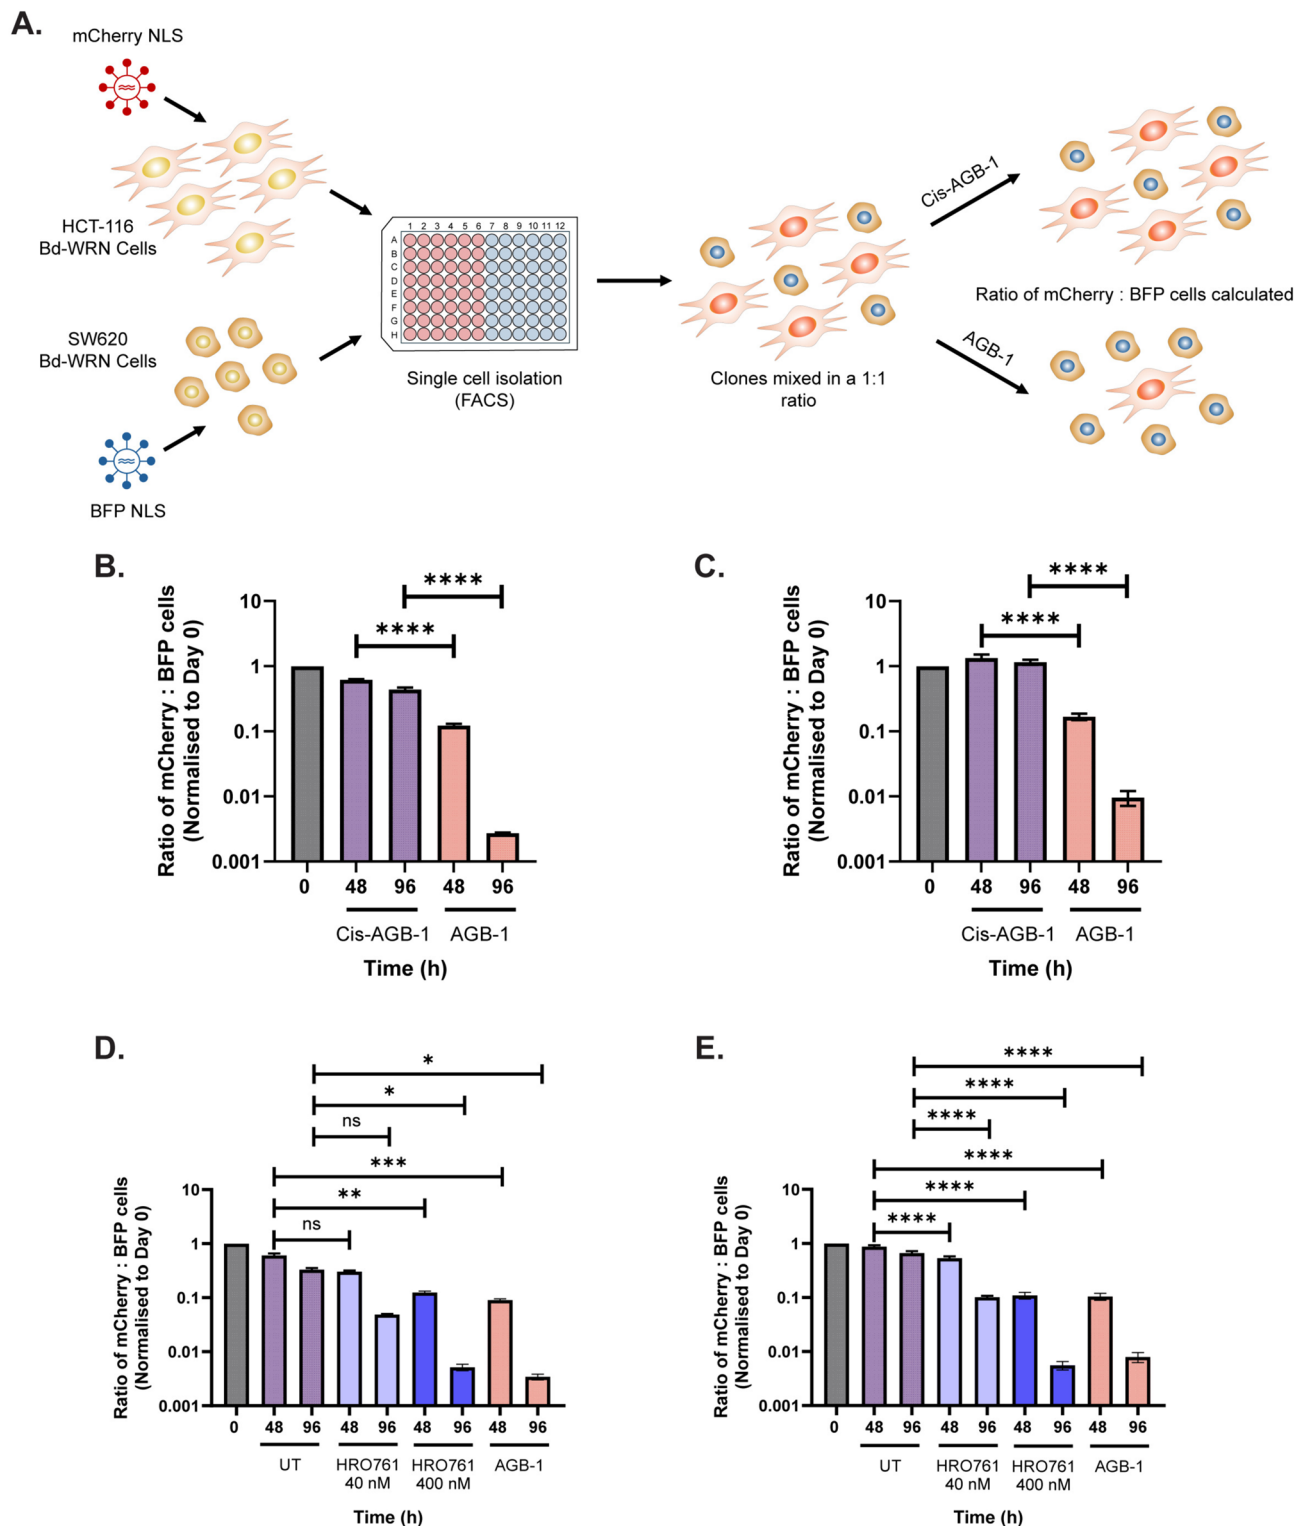 A.
mCherry NLS
HCT-116
Bd-WRN Cells
SW620
Bd-WRN Cells
BFP NLS
1 2 3 4 5 6 7 8 9 10 11 12
A
B
C
D
E
F
G
H
Single cell isolation
(FACS)
Clones mixed in a 1:1
ratio
Cis-AGB-1
Ratio of mCherry : BFP cells calculated
AGB-1
B.
Ratio of mCherry : BFP cells
(Normalised to Day 0)
****
****
10
1
0.1
0.01
0.001
0 48 96 48 96
Cis-AGB-1 AGB-1
Time (h)
C.
Ratio of mCherry : BFP cells
(Normalised to Day 0)
****
****
10
1
0.1
0.01
0.001
0 48 96 48 96
Cis-AGB-1 AGB-1
Time (h)
D.
Ratio of mCherry : BFP cells
(Normalised to Day 0)
*
*
ns
***
**
ns
10
1
0.1
0.01
0.001
0 48 96 48 96 48 96 48 96
UT HRO761 HRO761 AGB-1
40 nM 400 nM
Time (h)
E.
Ratio of mCherry : BFP cells
(Normalised to Day 0)
****
****
****
****
****
****
10
1
0.1
0.01
0.001
0 48 96 48 96 48 96 48 96
UT HRO761 HRO761 AGB-1
40 nM 400 nM
Time (h)